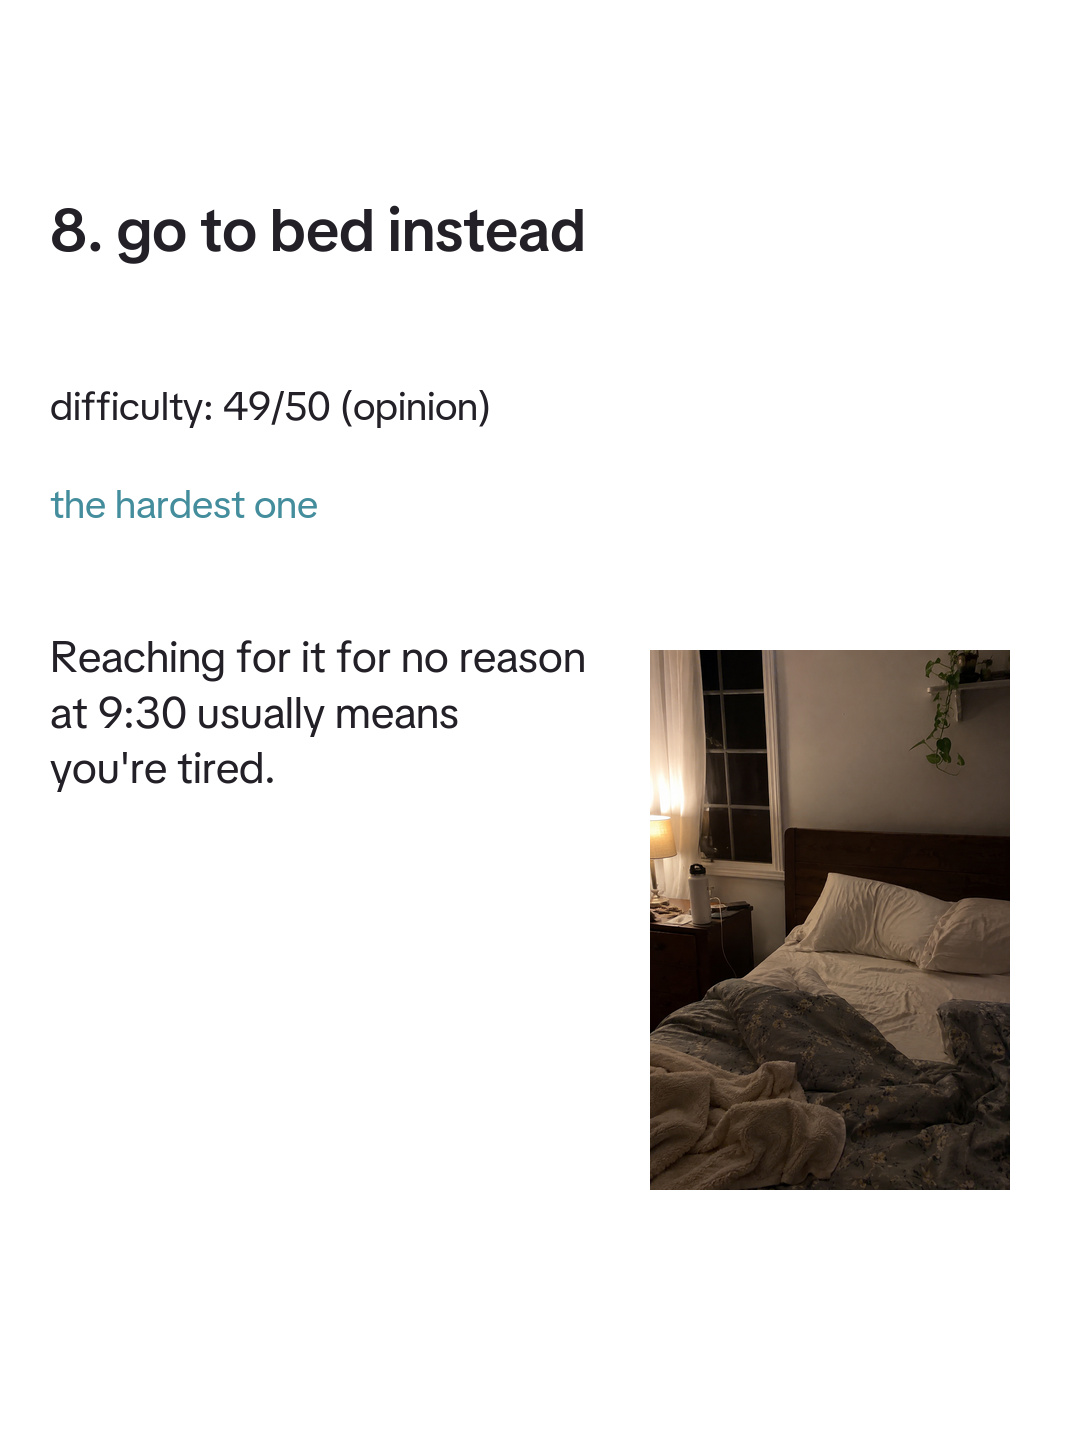 8. go to bed instead
difficulty: 49/50 (opinion)
the hardest one
Reaching for it for no reason
at 9:30 usually means
you're tired.